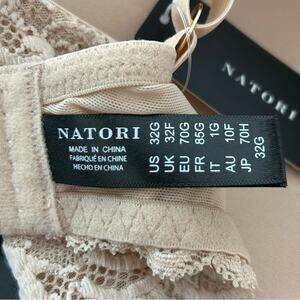 NATORI
MADE IN CHINA
FABRIQUÉ EN CHINE
HECHO EN CHINA
US 32G
UK 32F
EU 70G
FR 85G
IT 1G
AU 10F
JP 70H
32G